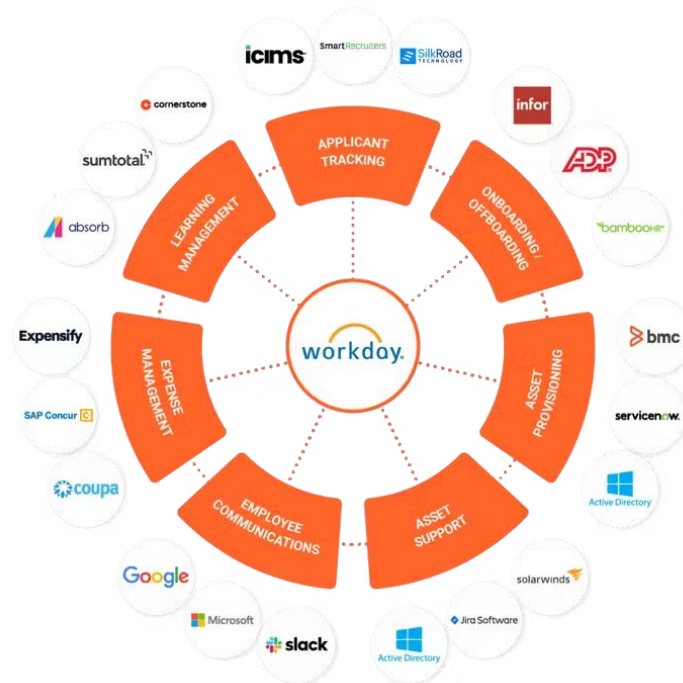 icims
SmartRecruiters
SilkRoad
TECHNOLOGY
cornerstone
infor
APPLICANT
TRACKING
sumtotal
ADP
LEARNING
MANAGEMENT
ONBOARDING /
OFFBOARDING
absorb
bambooHR
workday.
Expensify
bmc
EXPENSE
MANAGEMENT
ASSET
PROVISIONING
SAP Concur C
servicenow.
coupa
Active Directory
EMPLOYEE
COMMUNICATIONS
ASSET
SUPPORT
Google
solarwinds
Microsoft
Jira Software
slack
Active Directory